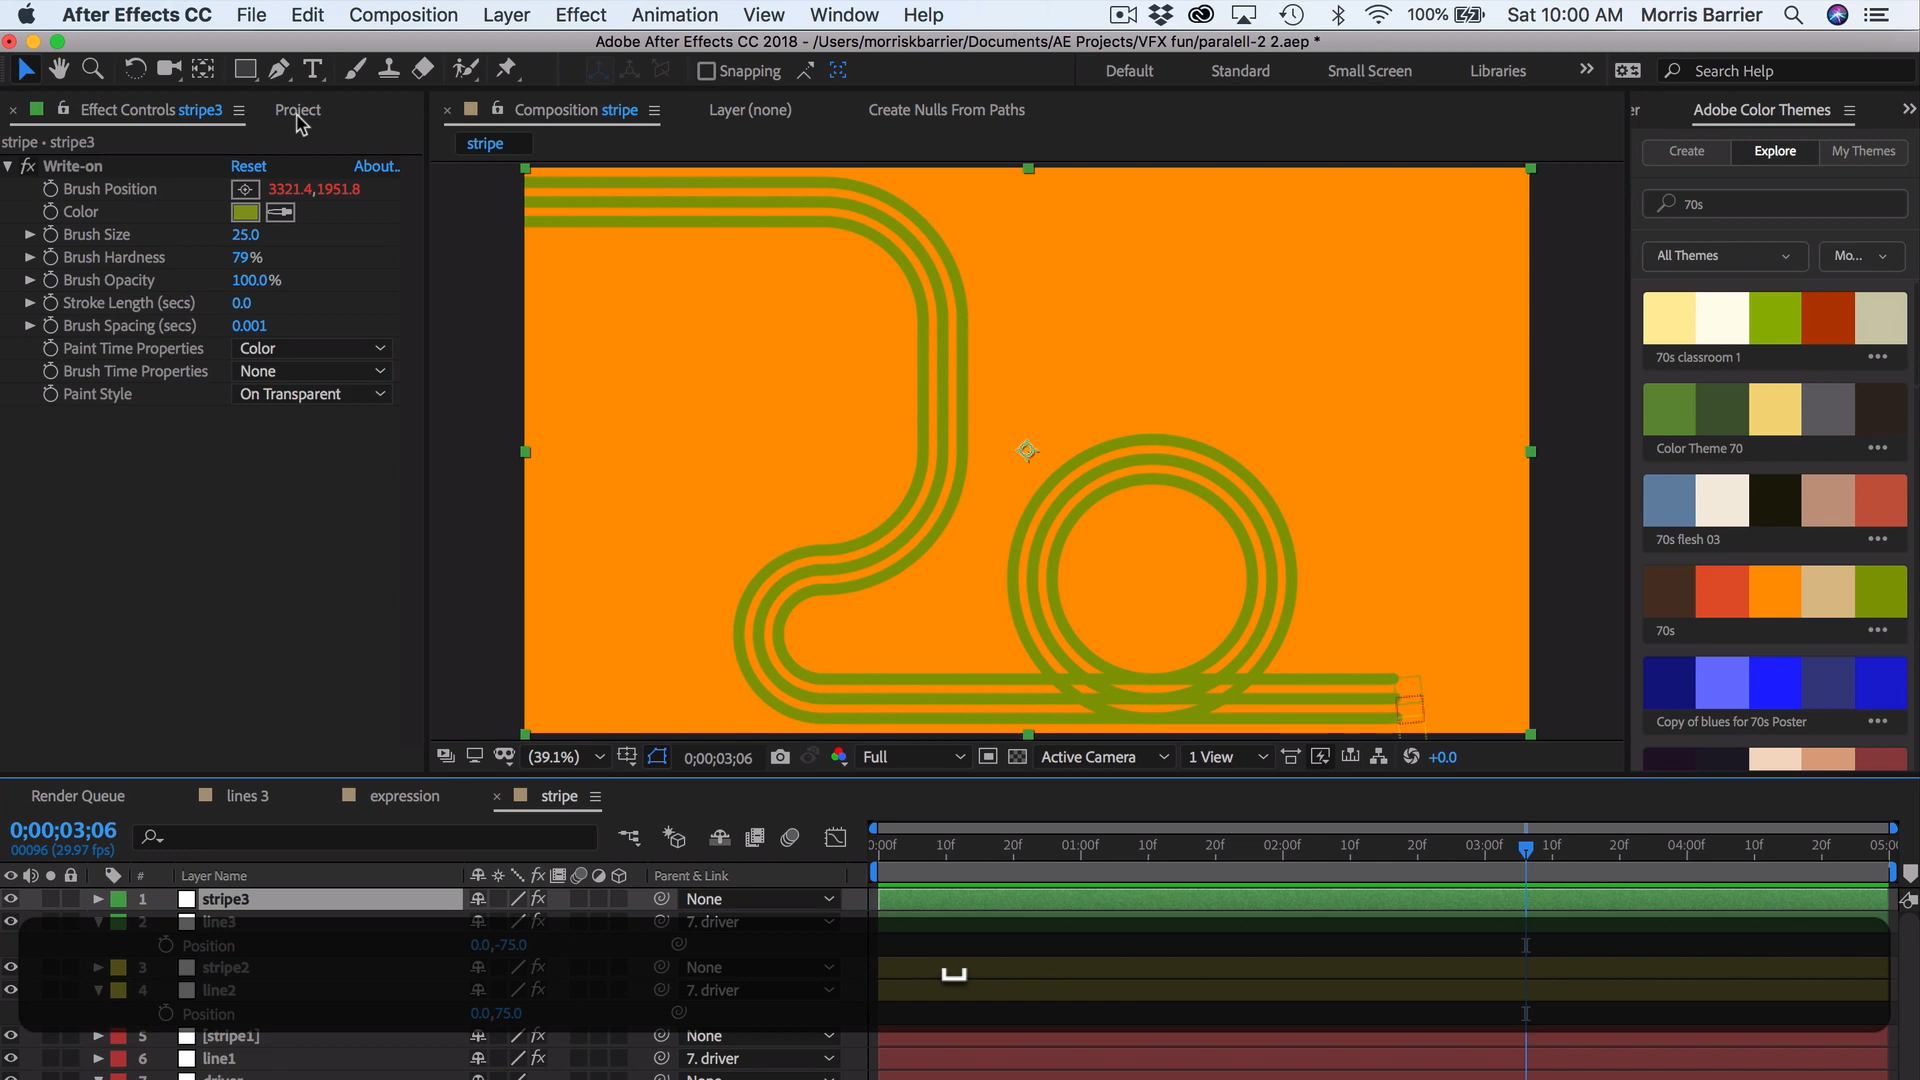 After Effects CC File Edit Composition Layer Effect Animation View Window Help 100% Sat 10:00 AM Morris Barrier
Adobe After Effects CC 2018 - /Users/morriskbarrier/Documents/AE Projects/VFX fun/paralell-2 2.aep *
Snapping Default Standard Small Screen Libraries Search Help
Effect Controls stripe3 Project Composition stripe Layer (none) Create Nulls From Paths er Adobe Color Themes
stripe • stripe3 stripe Create Explore My Themes
fx Write-on Reset About..
Brush Position 3321.4,1951.8
Color
Brush Size 25.0
Brush Hardness 79%
Brush Opacity 100.0%
Stroke Length (secs) 0.0
Brush Spacing (secs) 0.001
Paint Time Properties Color
Brush Time Properties None
Paint Style On Transparent
70s
All Themes Mo...
70s classroom 1
Color Theme 70
70s flesh 03
70s
Copy of blues for 70s Poster
(39.1%) 0;00;03;06 Full Active Camera 1 View +0.0
Render Queue lines 3 expression stripe
0;00;03;06
00096 (29.97 fps)
0:00f 10f 20f 01:00f 10f 20f 02:00f 10f 20f 03:00f 10f 20f 04:00f 10f 20f 05:00
# Layer Name fx Parent & Link
1 stripe3 fx None
2 line3 7. driver
Position 0.0,-75.0
3 stripe2 fx None
4 line2 fx 7. driver
Position 0.0,75.0
5 [stripe1] fx None
6 line1 fx 7. driver